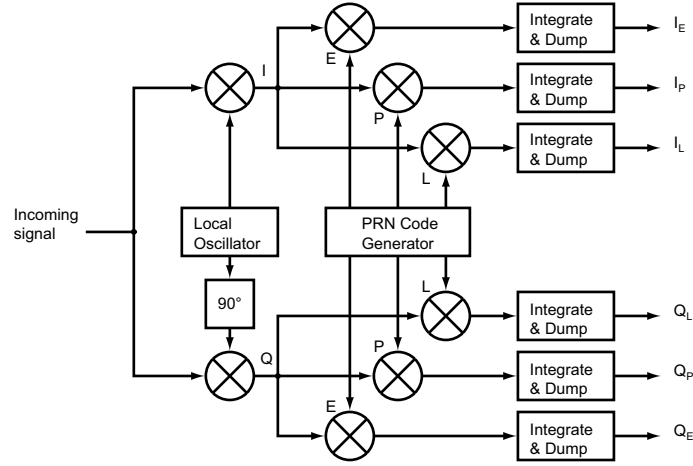 Integrate
& Dump
I_E
E
I
Integrate
& Dump
I_P
P
Integrate
& Dump
I_L
L
Incoming
signal
Local
Oscillator
PRN Code
Generator
90°
L
Integrate
& Dump
Q_L
Q
P
Integrate
& Dump
Q_P
E
Integrate
& Dump
Q_E